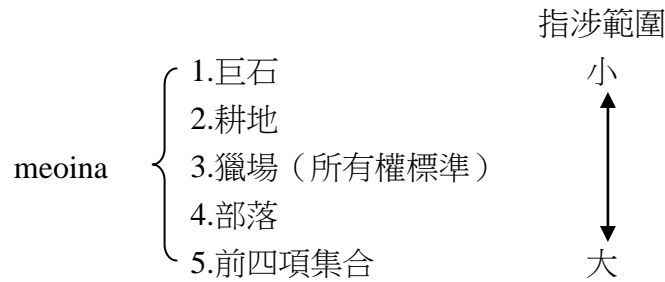 指涉範圍
1.巨石 小
2.耕地
meoina 3.獵場（所有權標準）
4.部落
5.前四項集合 大